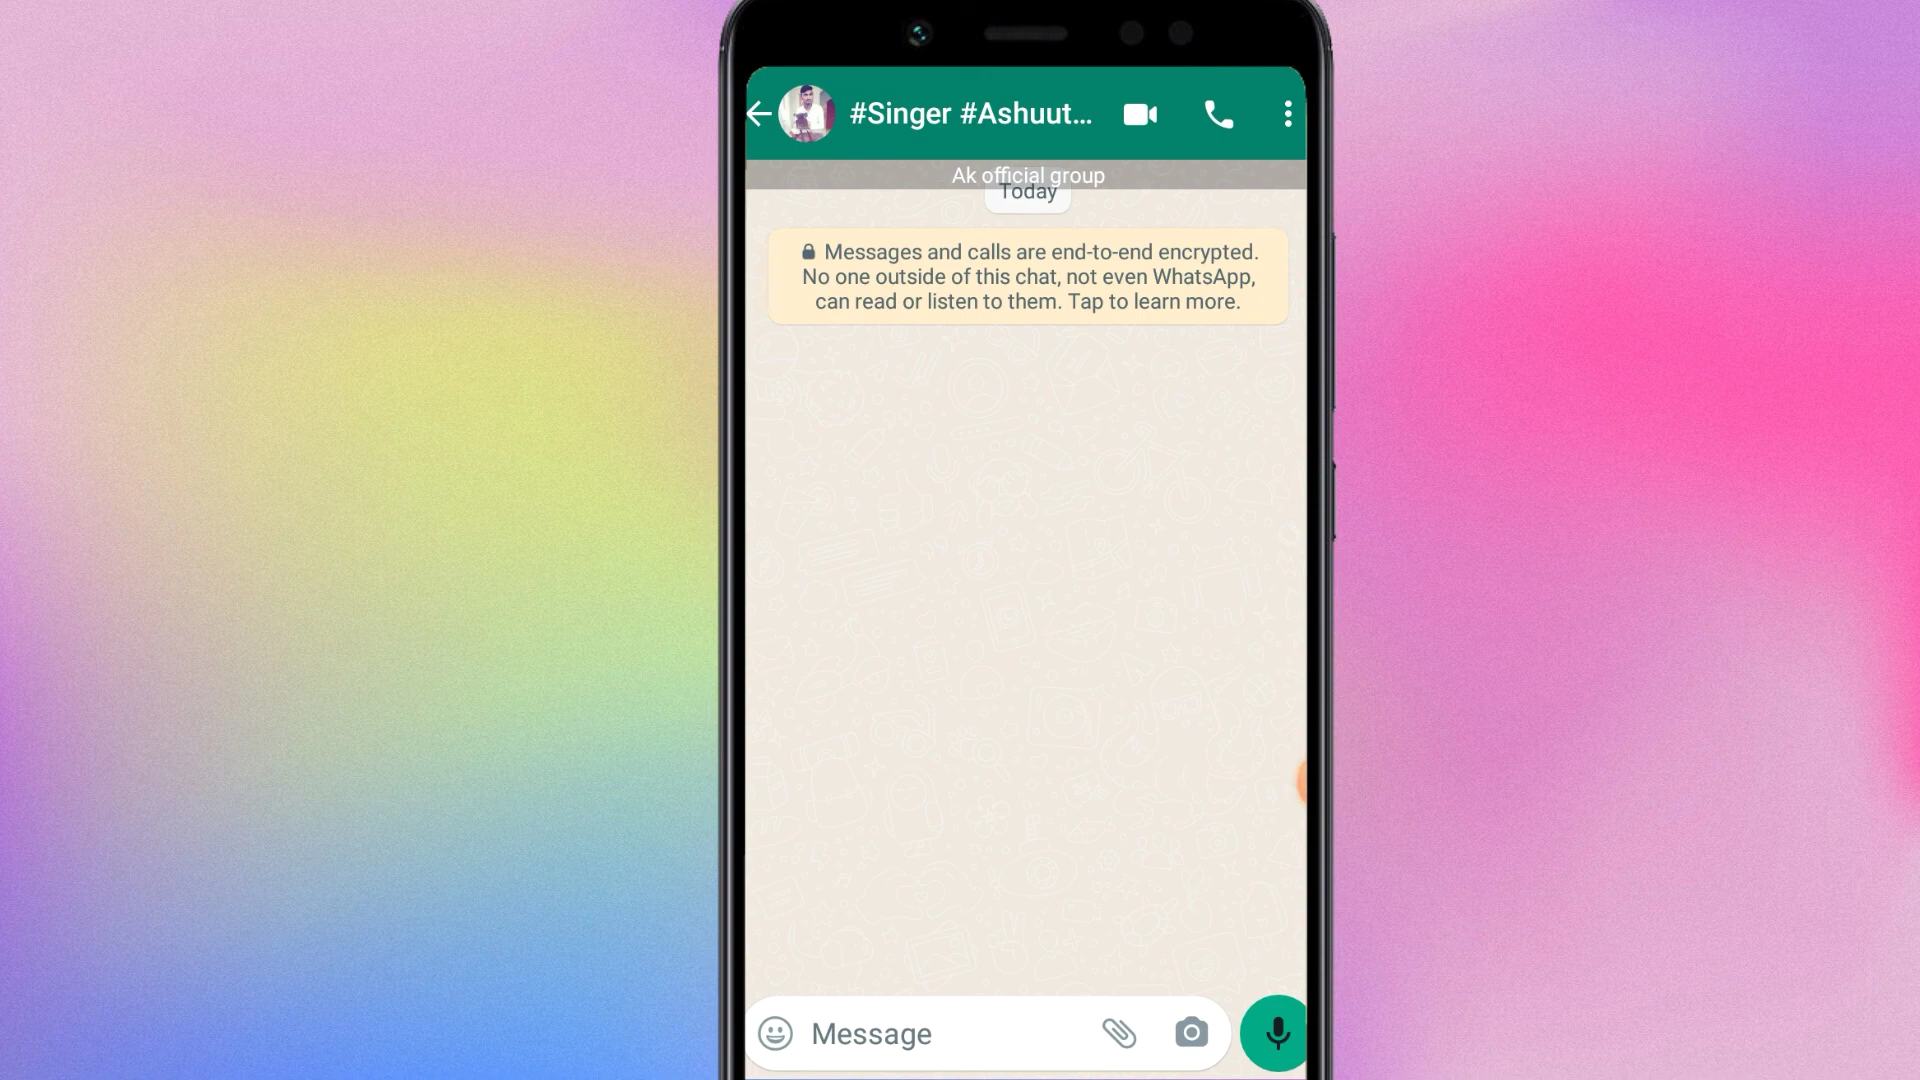 #Singer #Ashuut...
Ak official group
Today
Messages and calls are end-to-end encrypted.
No one outside of this chat, not even WhatsApp,
can read or listen to them. Tap to learn more.
Message